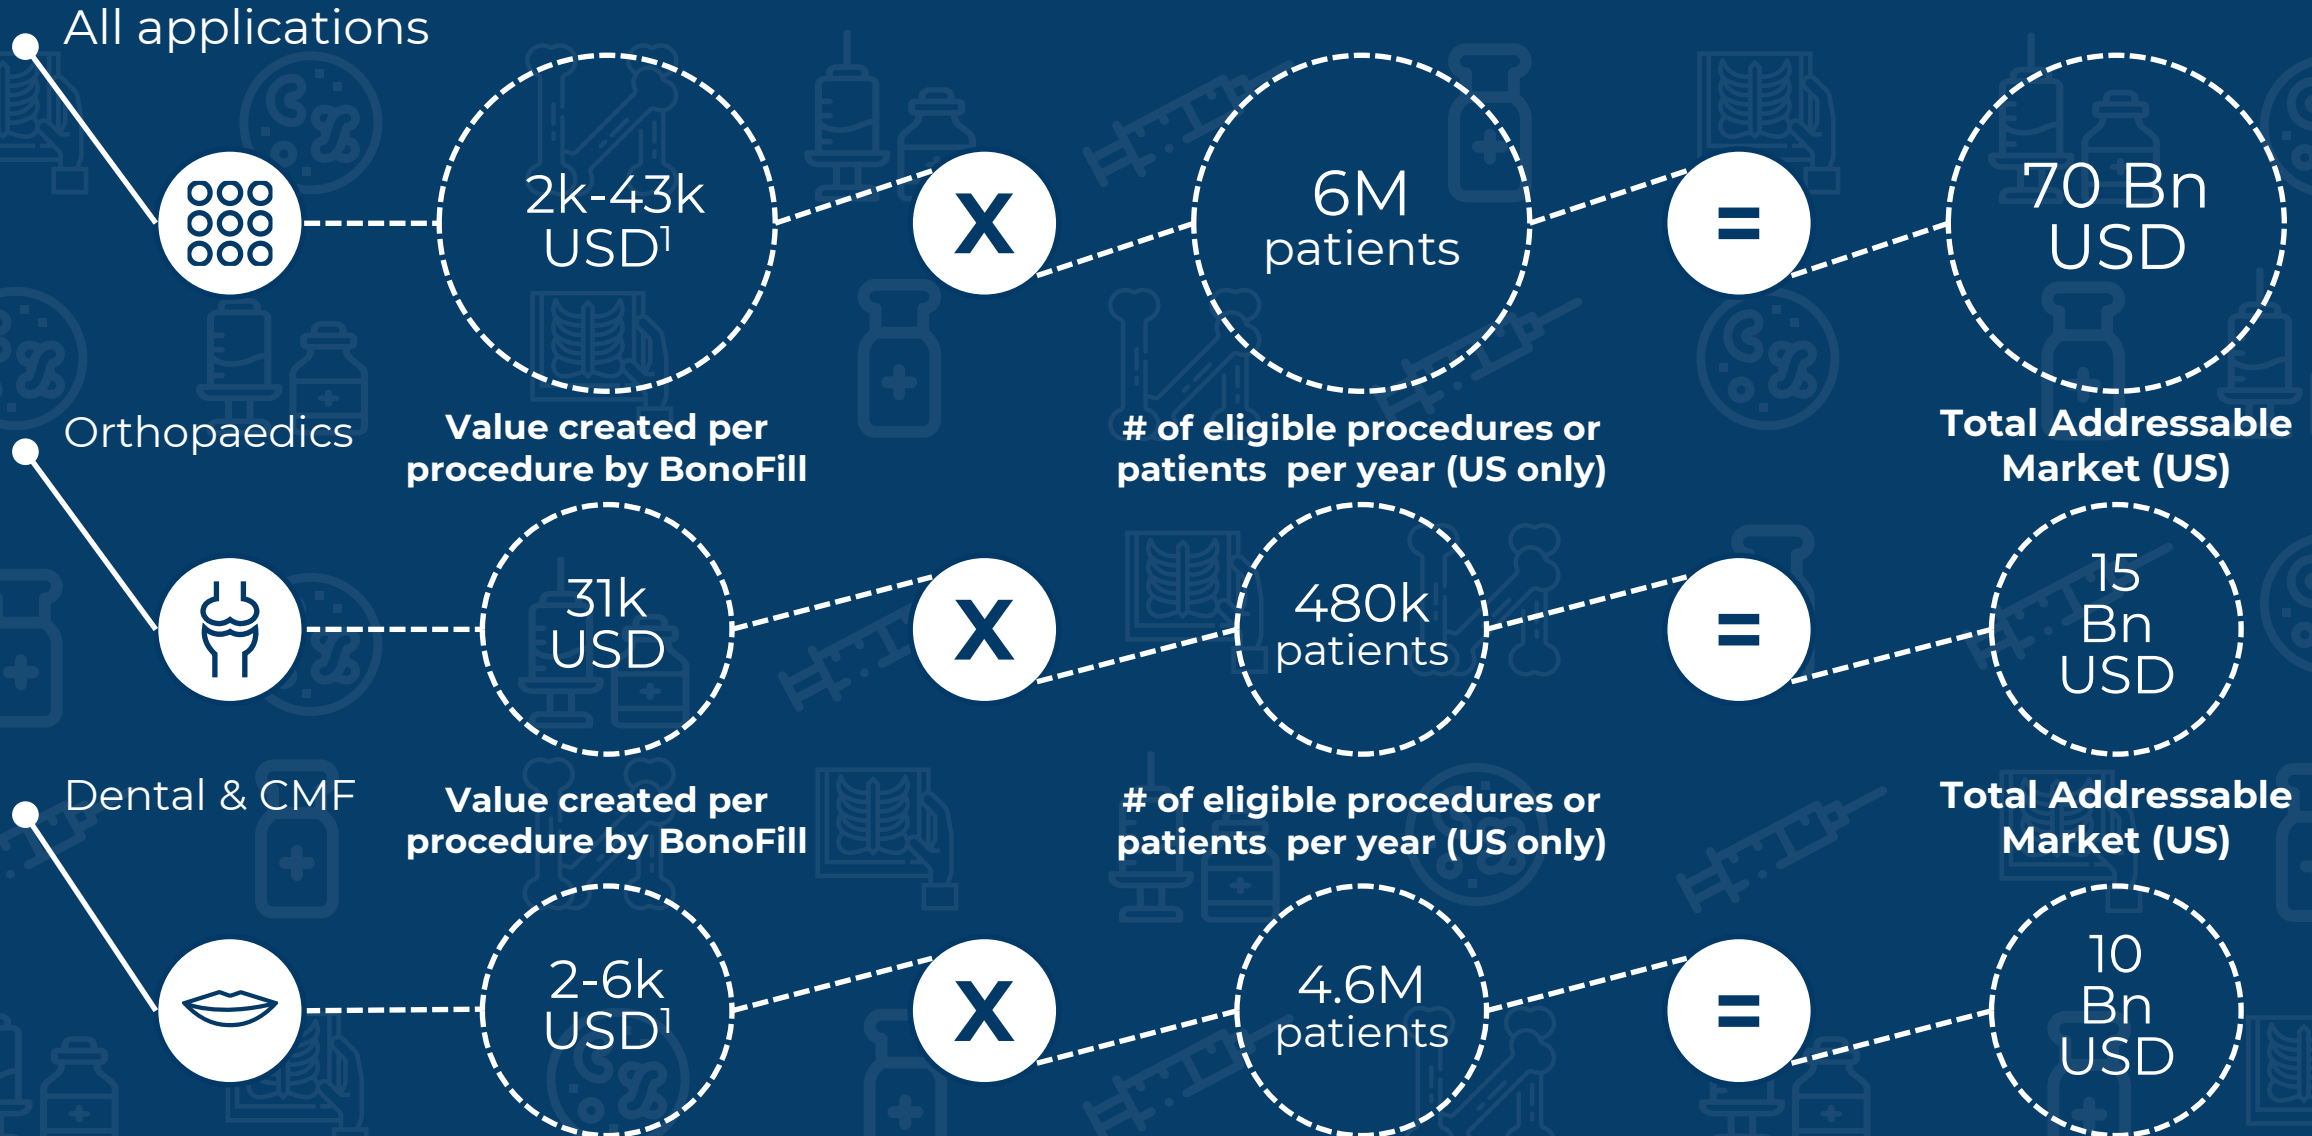 All applications
2k-43k
USD¹
X
6M
patients
=
70 Bn
USD
Value created per
procedure by BonoFill
# of eligible procedures or
patients per year (US only)
Total Addressable
Market (US)
Orthopaedics
31k
USD
X
480k
patients
=
15
Bn
USD
Value created per
procedure by BonoFill
# of eligible procedures or
patients per year (US only)
Total Addressable
Market (US)
Dental & CMF
2-6k
USD¹
X
4.6M
patients
=
10
Bn
USD